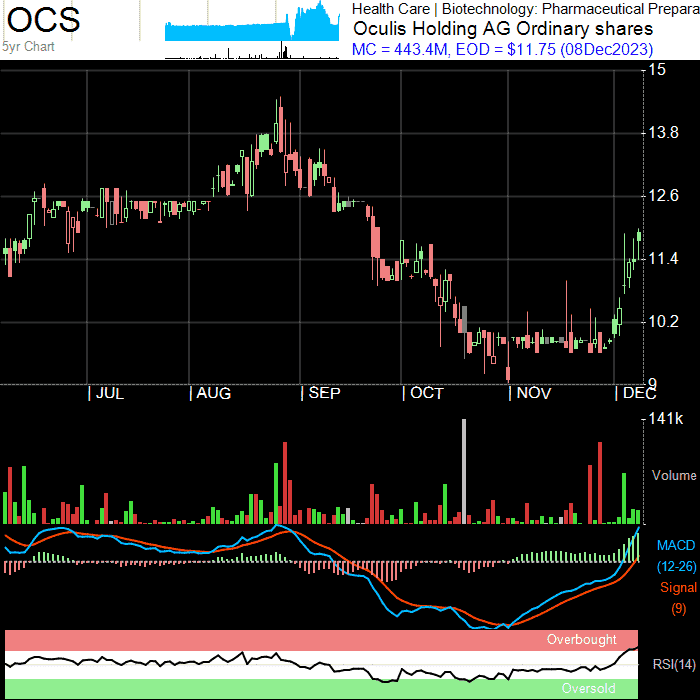 OCS
5yr Chart
Health Care | Biotechnology: Pharmaceutical Prepara
Oculis Holding AG Ordinary shares
MC = 443.4M, EOD = $11.75 (08Dec2023)
15
13.8
12.6
11.4
10.2
9
JUL AUG SEP OCT NOV DEC
141k
Volume
MACD
(12-26)
Signal
(9)
Overbought
RSI(14)
Oversold